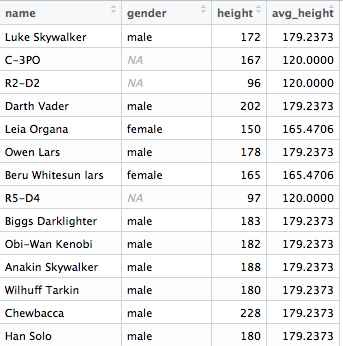 name gender height avg_height
Luke Skywalker male 172 179.2373
C-3PO NA 167 120.0000
R2-D2 NA 96 120.0000
Darth Vader male 202 179.2373
Leia Organa female 150 165.4706
Owen Lars male 178 179.2373
Beru Whitesun lars female 165 165.4706
R5-D4 NA 97 120.0000
Biggs Darklighter male 183 179.2373
Obi-Wan Kenobi male 182 179.2373
Anakin Skywalker male 188 179.2373
Wilhuff Tarkin male 180 179.2373
Chewbacca male 228 179.2373
Han Solo male 180 179.2373